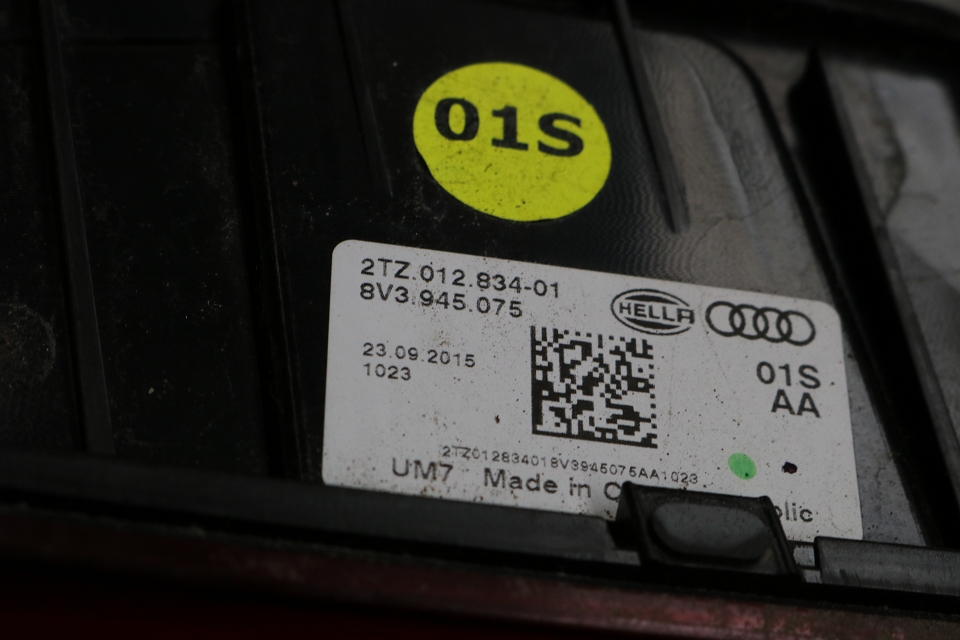 01S
2TZ.012.834-01
8V3.945.075
HELLA
23.09.2015
1023
01S
AA
2TZ012834018V3945075AA1023
UM7 Made in